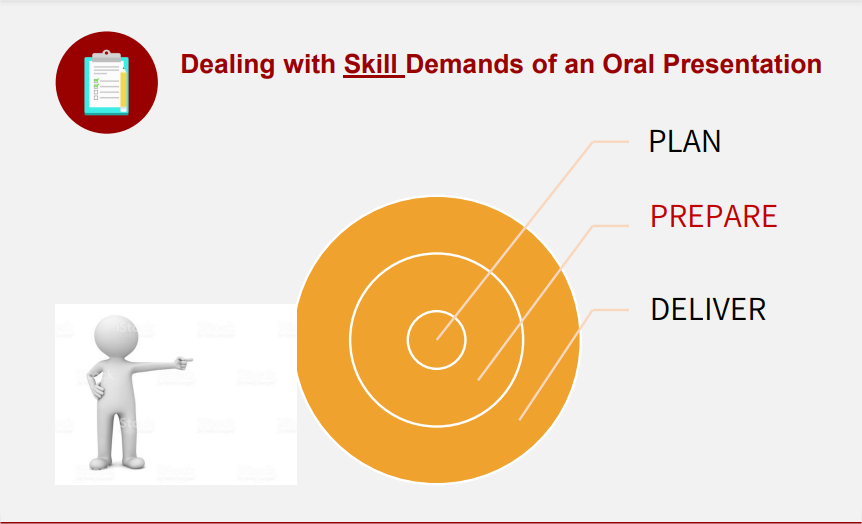 Dealing with Skill Demands of an Oral Presentation
PLAN
PREPARE
DELIVER